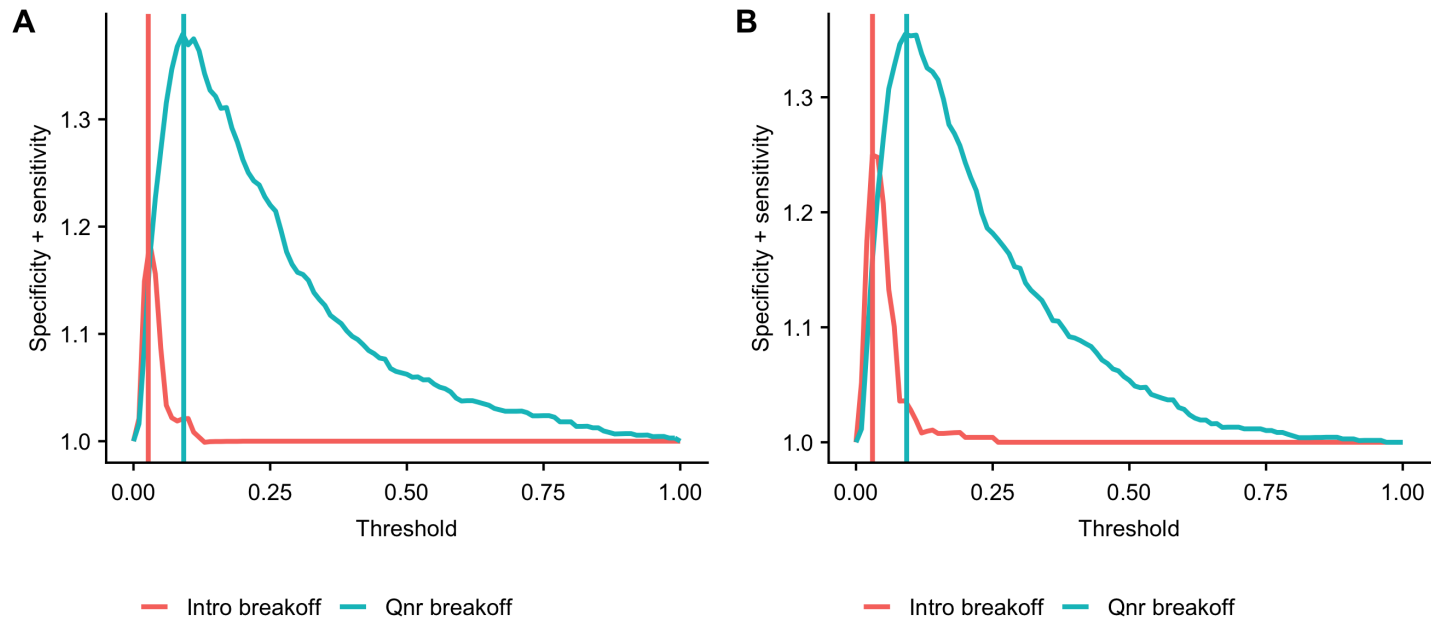 A
Specificity + sensitivity
1.3
1.2
1.1
1.0
0.00 0.25 0.50 0.75 1.00
Threshold
Intro breakoff Qnr breakoff
B
Specificity + sensitivity
1.3
1.2
1.1
1.0
0.00 0.25 0.50 0.75 1.00
Threshold
Intro breakoff Qnr breakoff